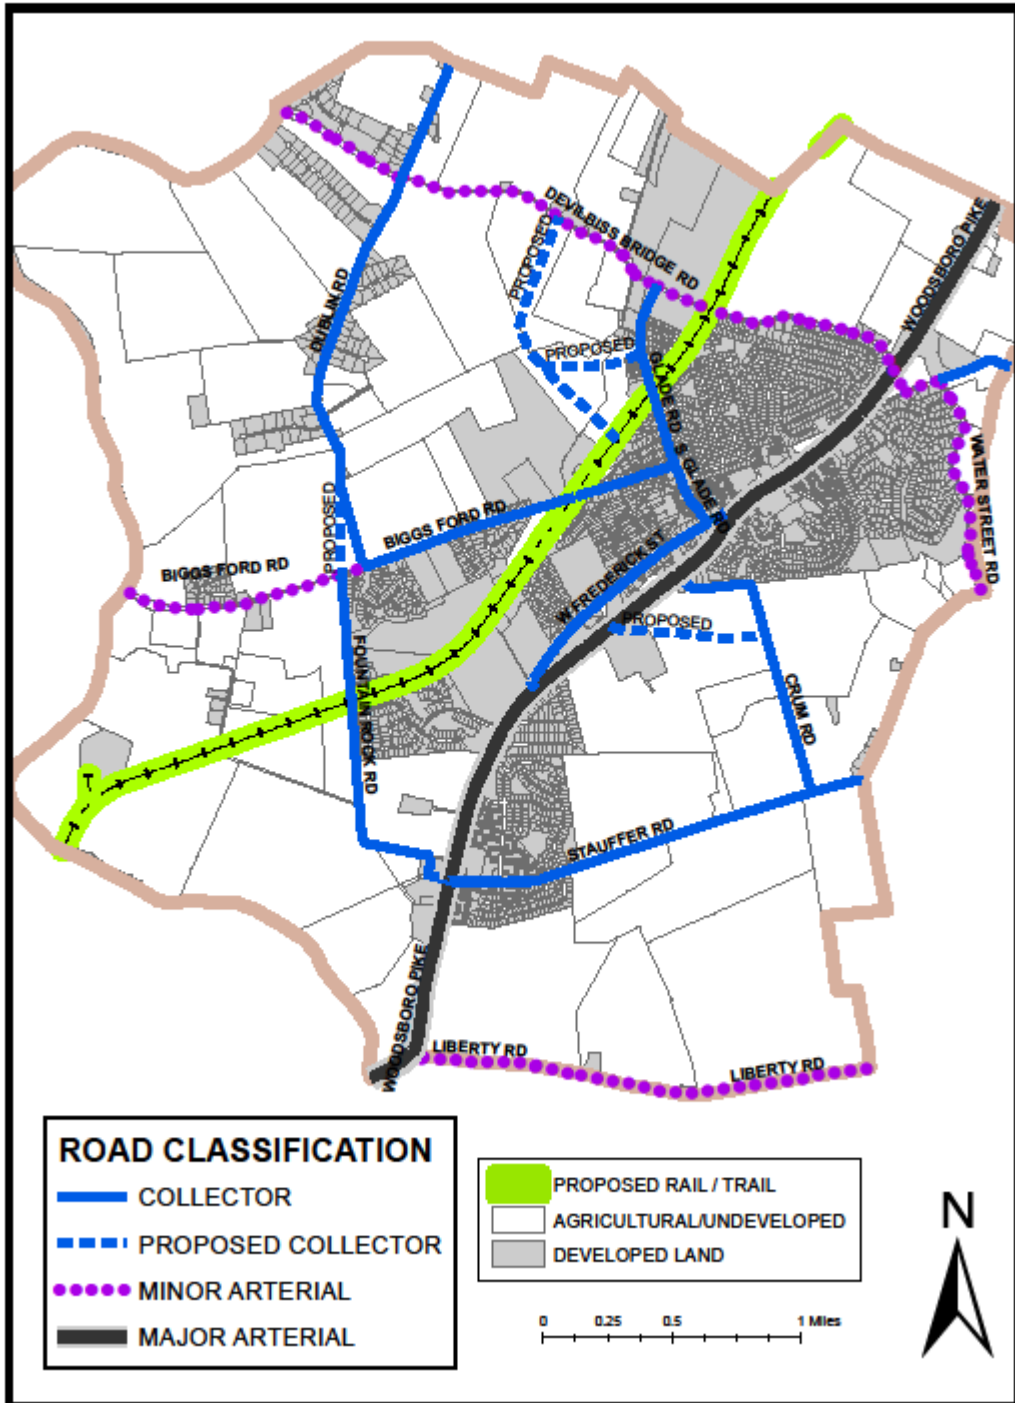 DEVILBISS BRIDGE RD
WOODSBORO PIKE
PROPOSED
DUBLIN RD
PROPOSED
GLADE RD
S GLADE RD
WATER STREET RD
PROPOSED
BIGGS FORD RD
BIGGS FORD RD
W FREDERICK ST
PROPOSED
FOUNTAIN ROCK RD
CRUM RD
STAUFFER RD
WOODSBORO PIKE
LIBERTY RD
LIBERTY RD
ROAD CLASSIFICATION
COLLECTOR
PROPOSED COLLECTOR
MINOR ARTERIAL
MAJOR ARTERIAL
PROPOSED RAIL / TRAIL
AGRICULTURAL/UNDEVELOPED
DEVELOPED LAND
0 0.25 0.5 1 Miles
N